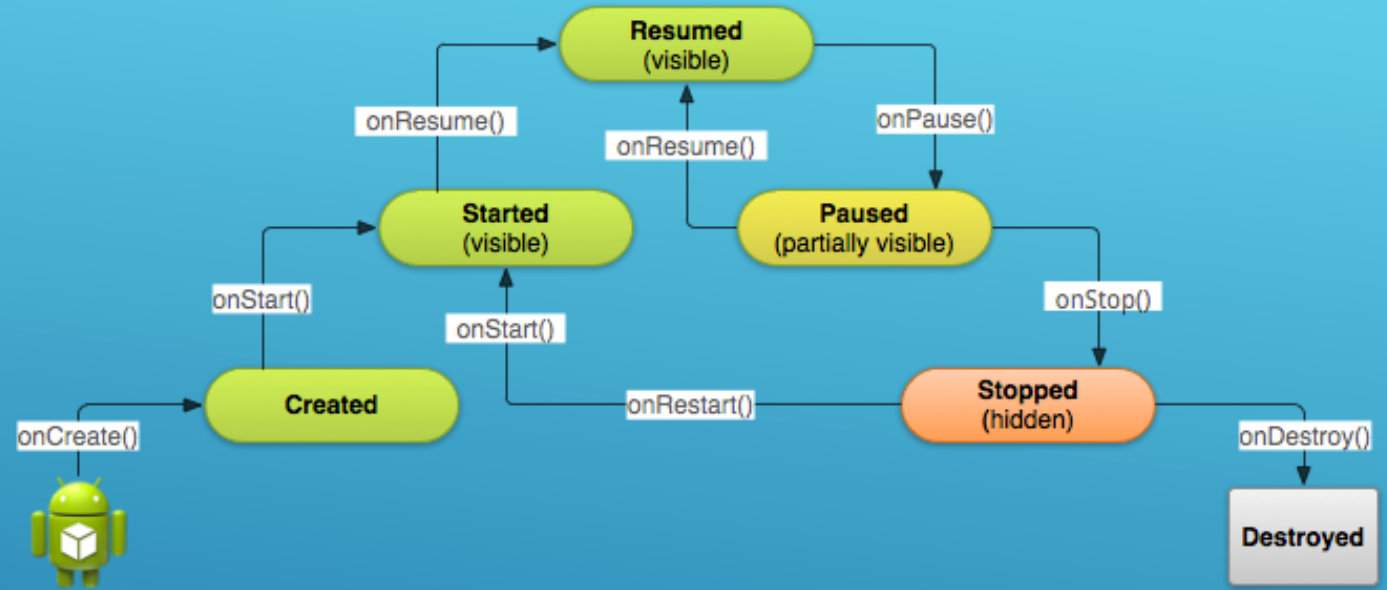 Resumed
(visible)
onResume()
onPause()
onResume()
Started
(visible)
Paused
(partially visible)
onStart()
onStop()
onStart()
Created
onRestart()
Stopped
(hidden)
onCreate()
onDestroy()
Destroyed